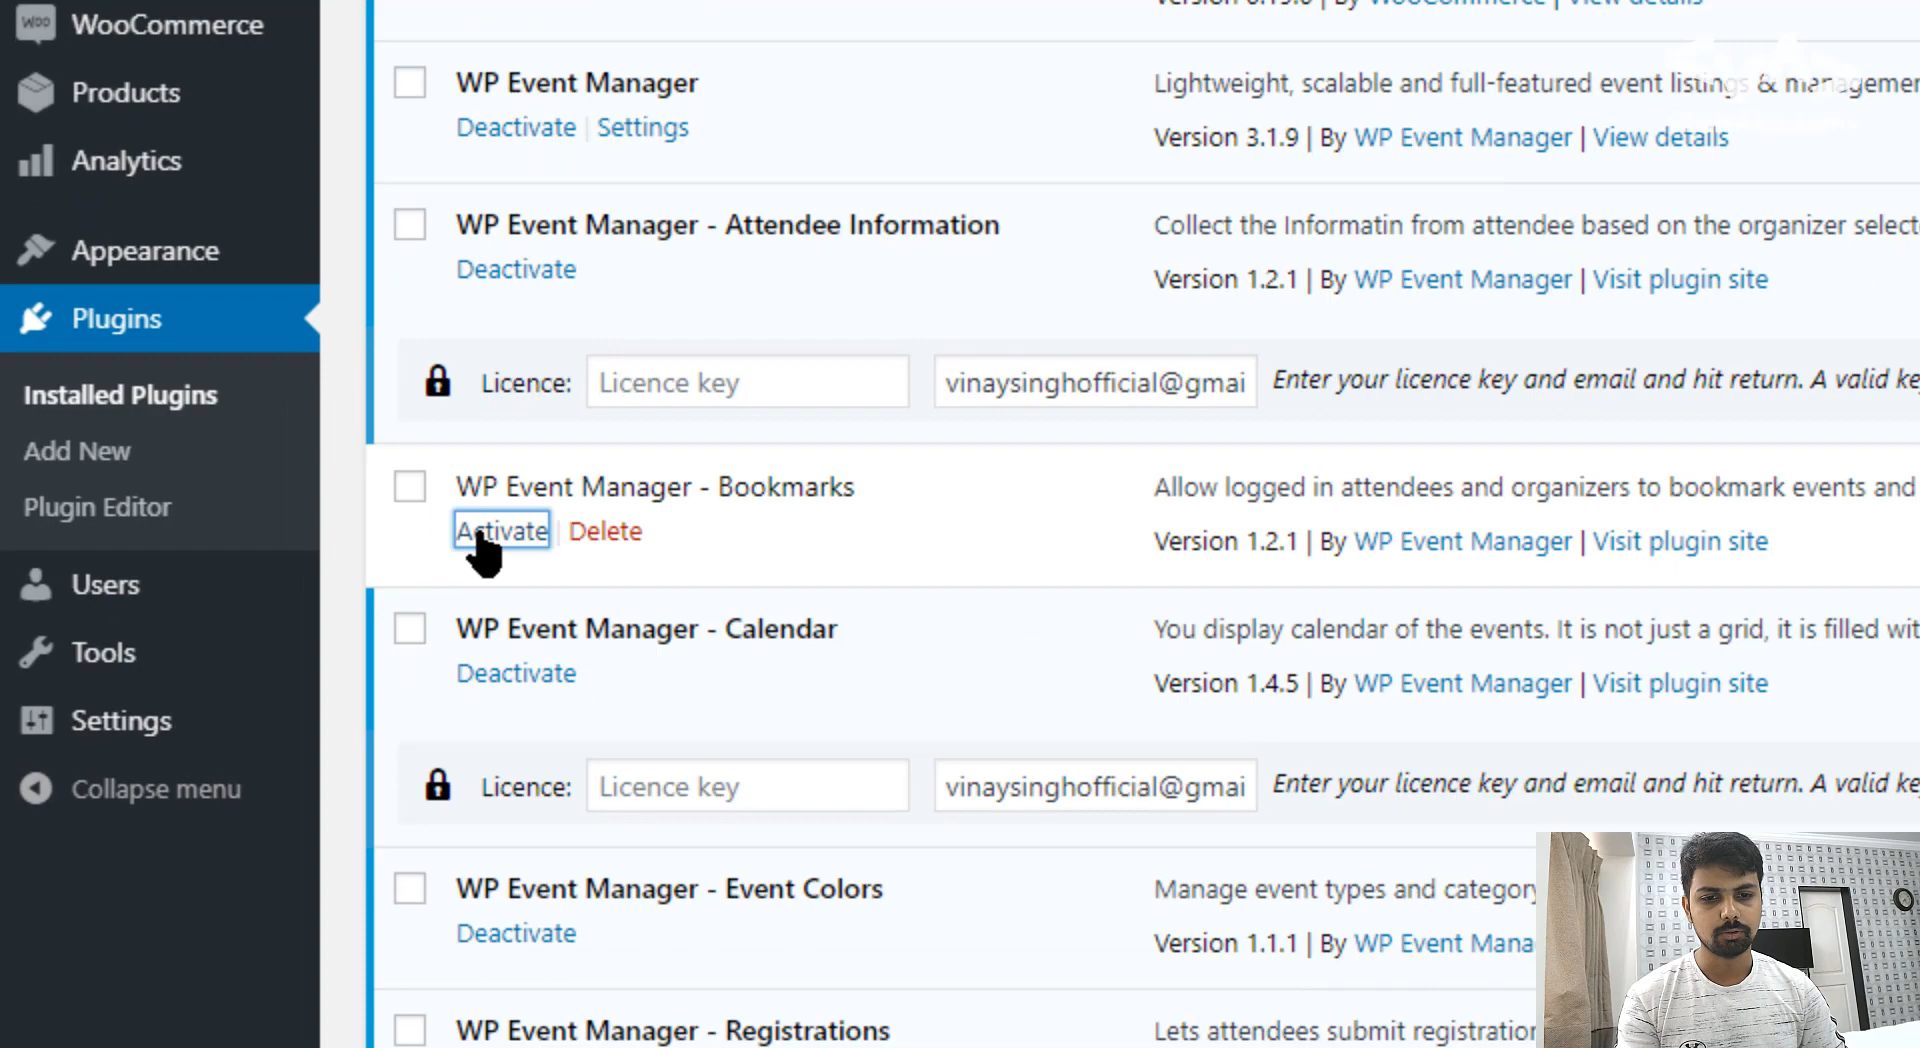 WooCommerce
Products
Analytics
Appearance
Plugins
Installed Plugins
Add New
Plugin Editor
Users
Tools
Settings
Collapse menu
WooCommerce | View details
WP Event Manager
Lightweight, scalable and full-featured event listings &
Deactivate | Settings
Version 3.1.9 | By WP Event Manager | View details
WP Event Manager - Attendee Information
Collect the Informatin from attendee based on the organizer select
Deactivate
Version 1.2.1 | By WP Event Manager | Visit plugin site
Licence: Licence key vinaysinghofficial@gmai Enter your licence key and email and hit return. A valid ke
WP Event Manager - Bookmarks
Allow logged in attendees and organizers to bookmark events and
Activate | Delete
Version 1.2.1 | By WP Event Manager | Visit plugin site
WP Event Manager - Calendar
You display calendar of the events. It is not just a grid, it is filled wit
Deactivate
Version 1.4.5 | By WP Event Manager | Visit plugin site
Licence: Licence key vinaysinghofficial@gmai Enter your licence key and email and hit return. A valid ke
WP Event Manager - Event Colors
Manage event types and category
Deactivate
Version 1.1.1 | By WP Event Mana
WP Event Manager - Registrations
Lets attendees submit registration